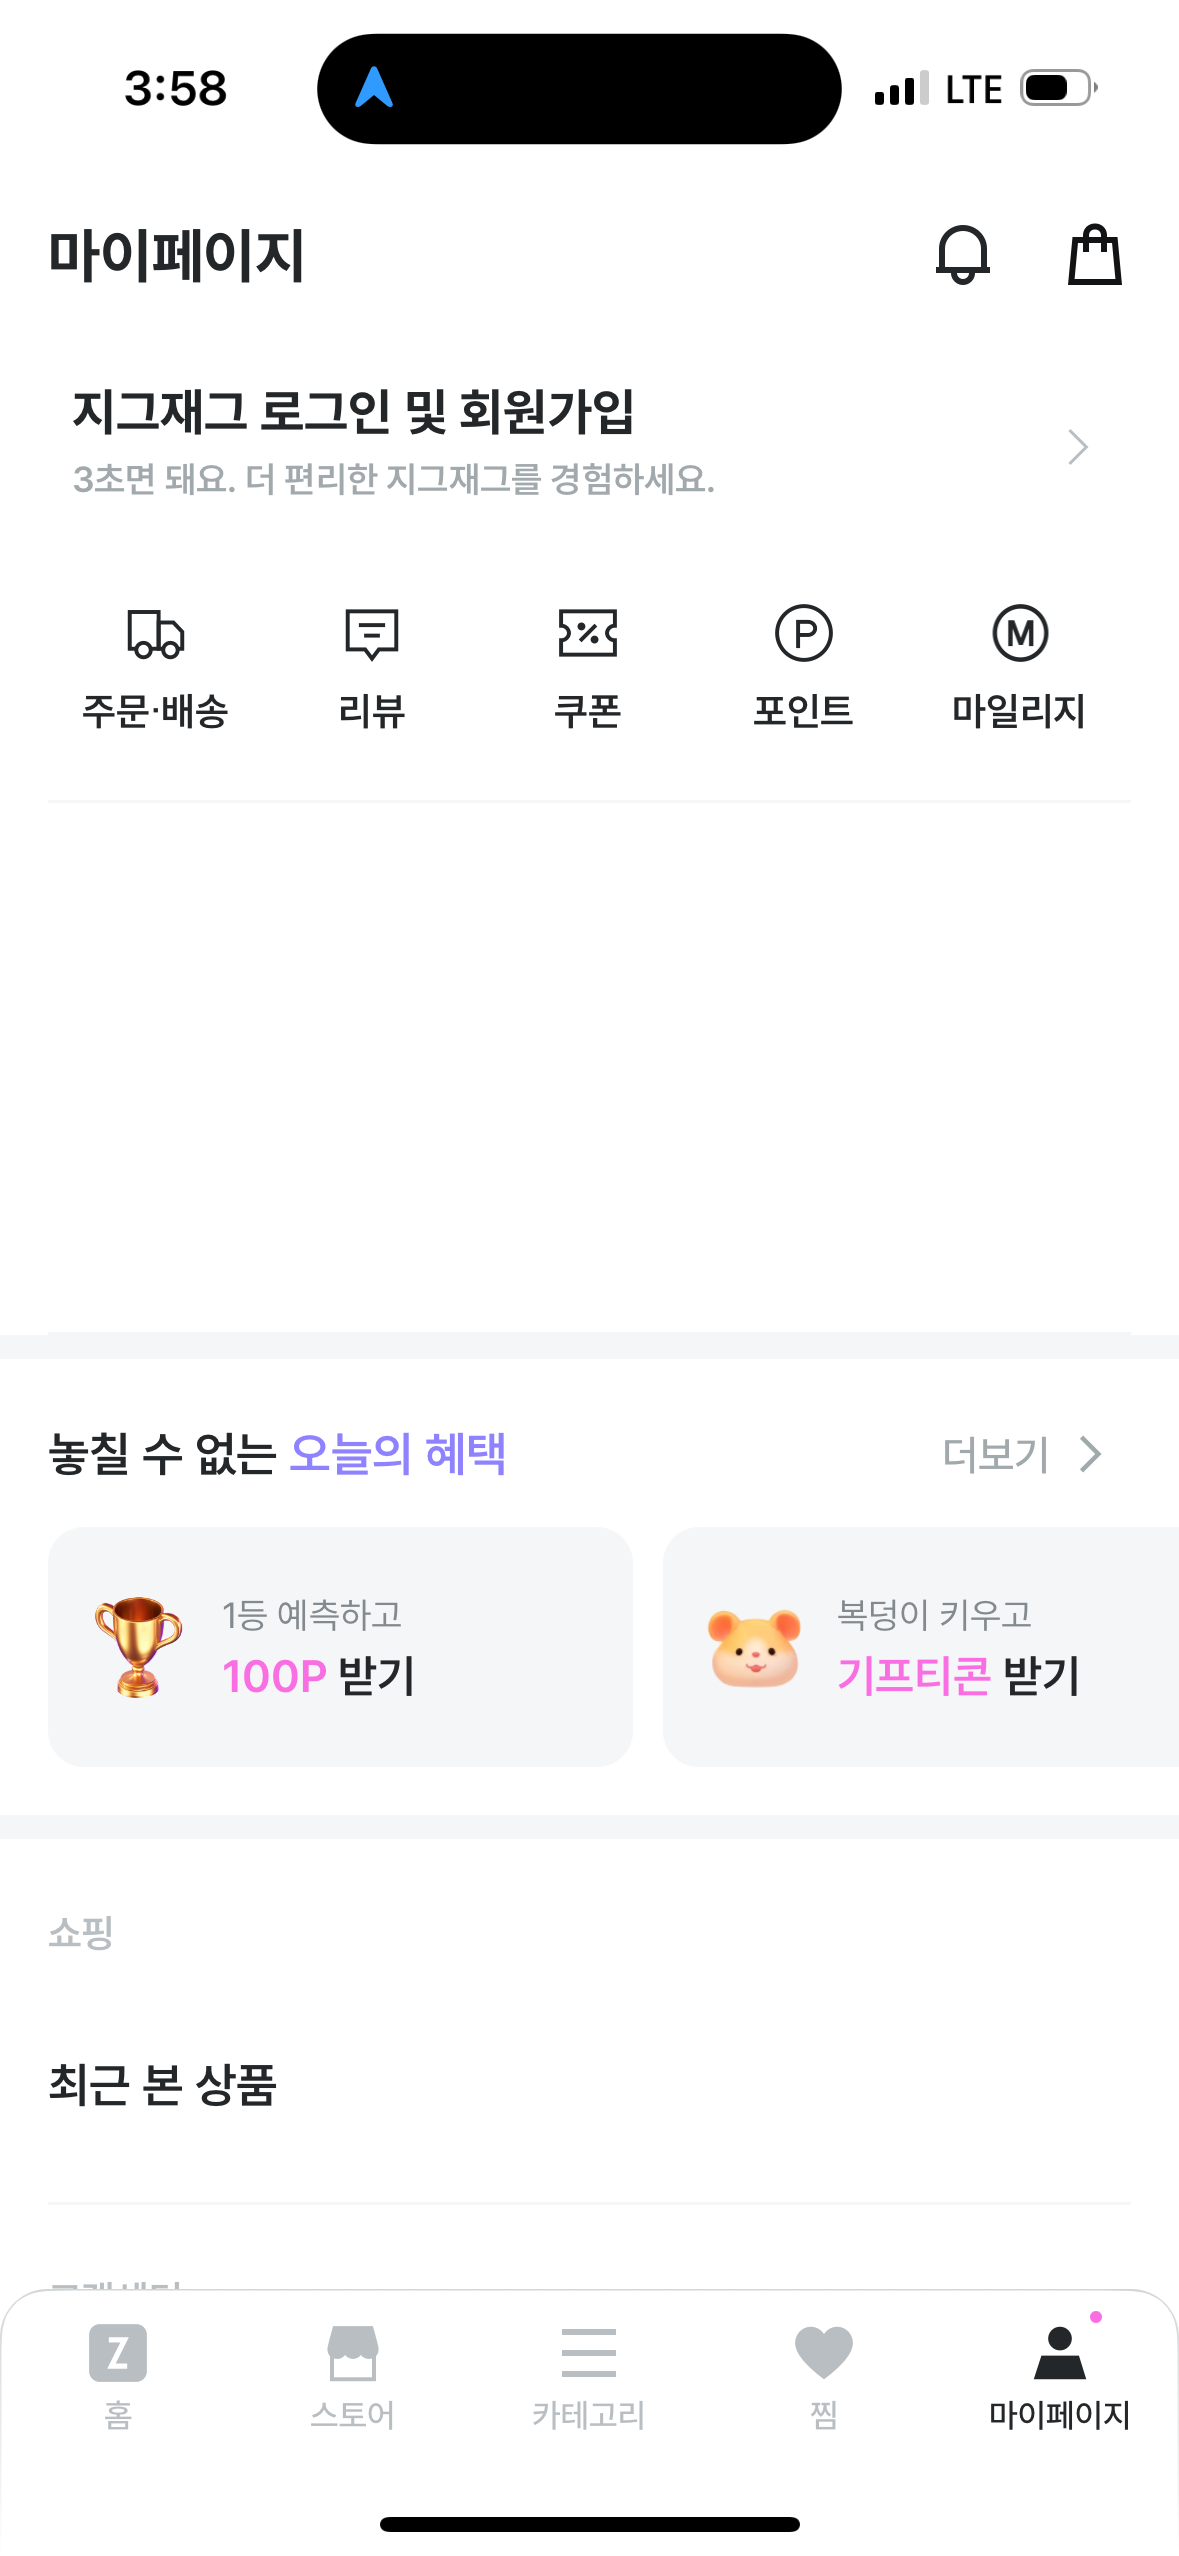 3:58
LTE
마이페이지
지그재그 로그인 및 회원가입
3초면 돼요. 더 편리한 지그재그를 경험하세요.
주문·배송
리뷰
쿠폰
P
포인트
M
마일리지
놓칠 수 없는 오늘의 혜택
더보기
1등 예측하고
100P 받기
복덩이 키우고
기프티콘 받기
쇼핑
최근 본 상품
Z
홈
스토어
카테고리
찜
마이페이지